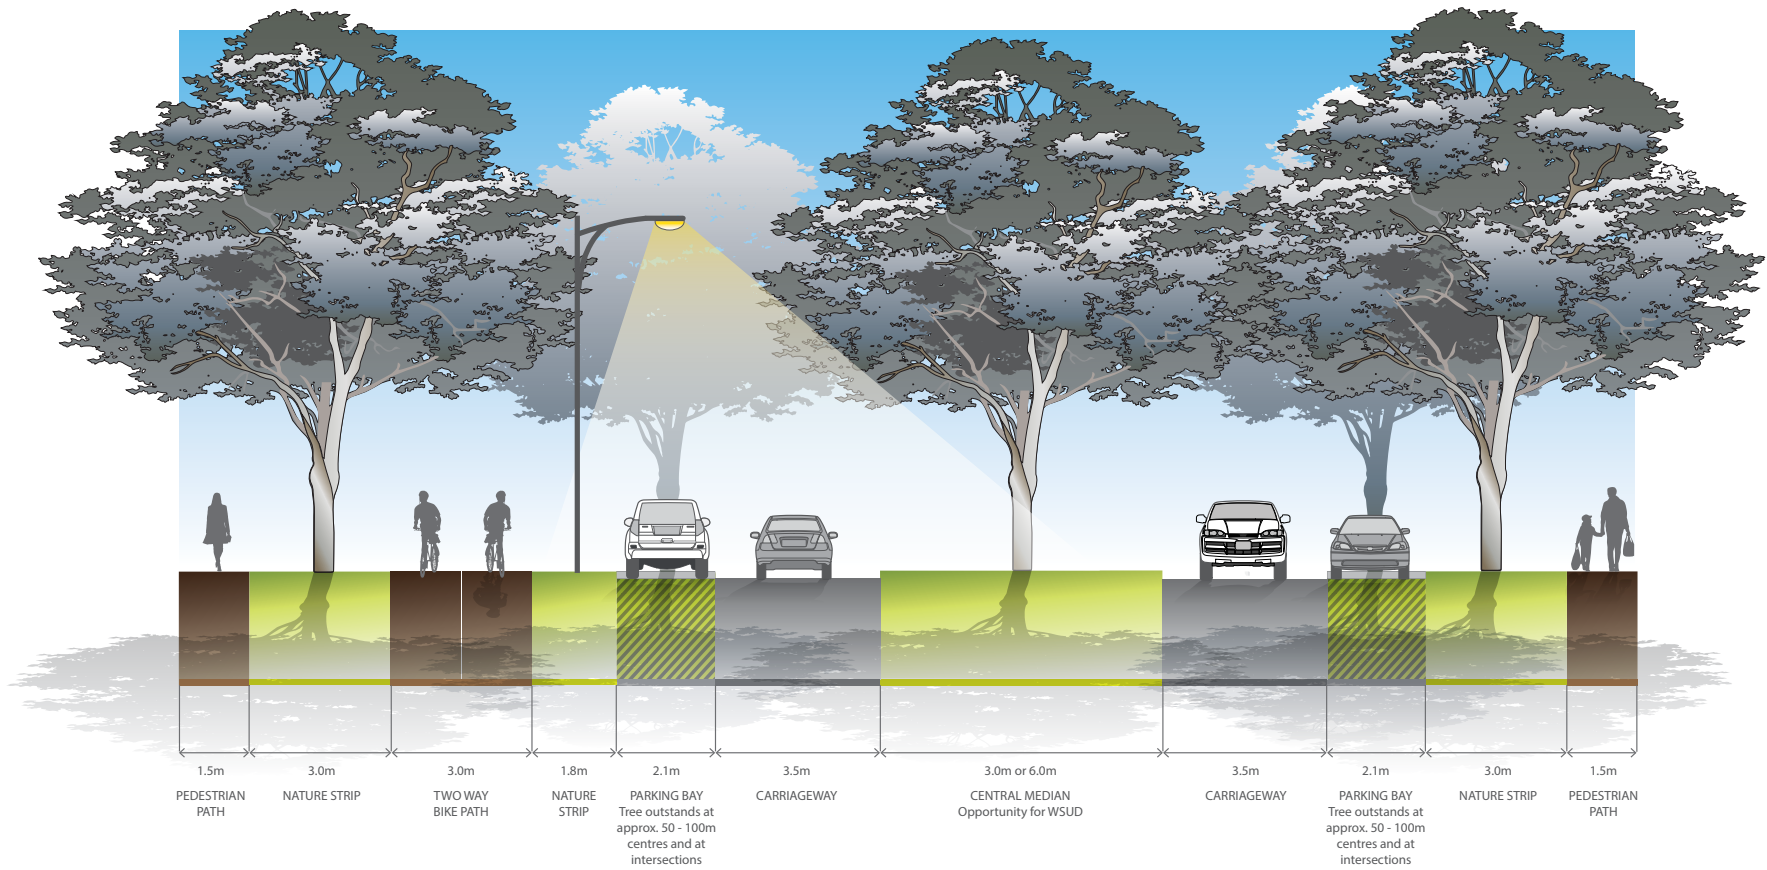 1.5m
PEDESTRIAN
PATH
3.0m
NATURE STRIP
3.0m
TWO WAY
BIKE PATH
1.8m
NATURE
STRIP
2.1m
PARKING BAY
Tree outstands at
approx. 50 - 100m
centres and at
intersections
3.5m
CARRIAGEWAY
3.0m or 6.0m
CENTRAL MEDIAN
Opportunity for WSUD
3.5m
CARRIAGEWAY
2.1m
PARKING BAY
Tree outstands at
approx. 50 - 100m
centres and at
intersections
3.0m
NATURE STRIP
1.5m
PEDESTRIAN
PATH